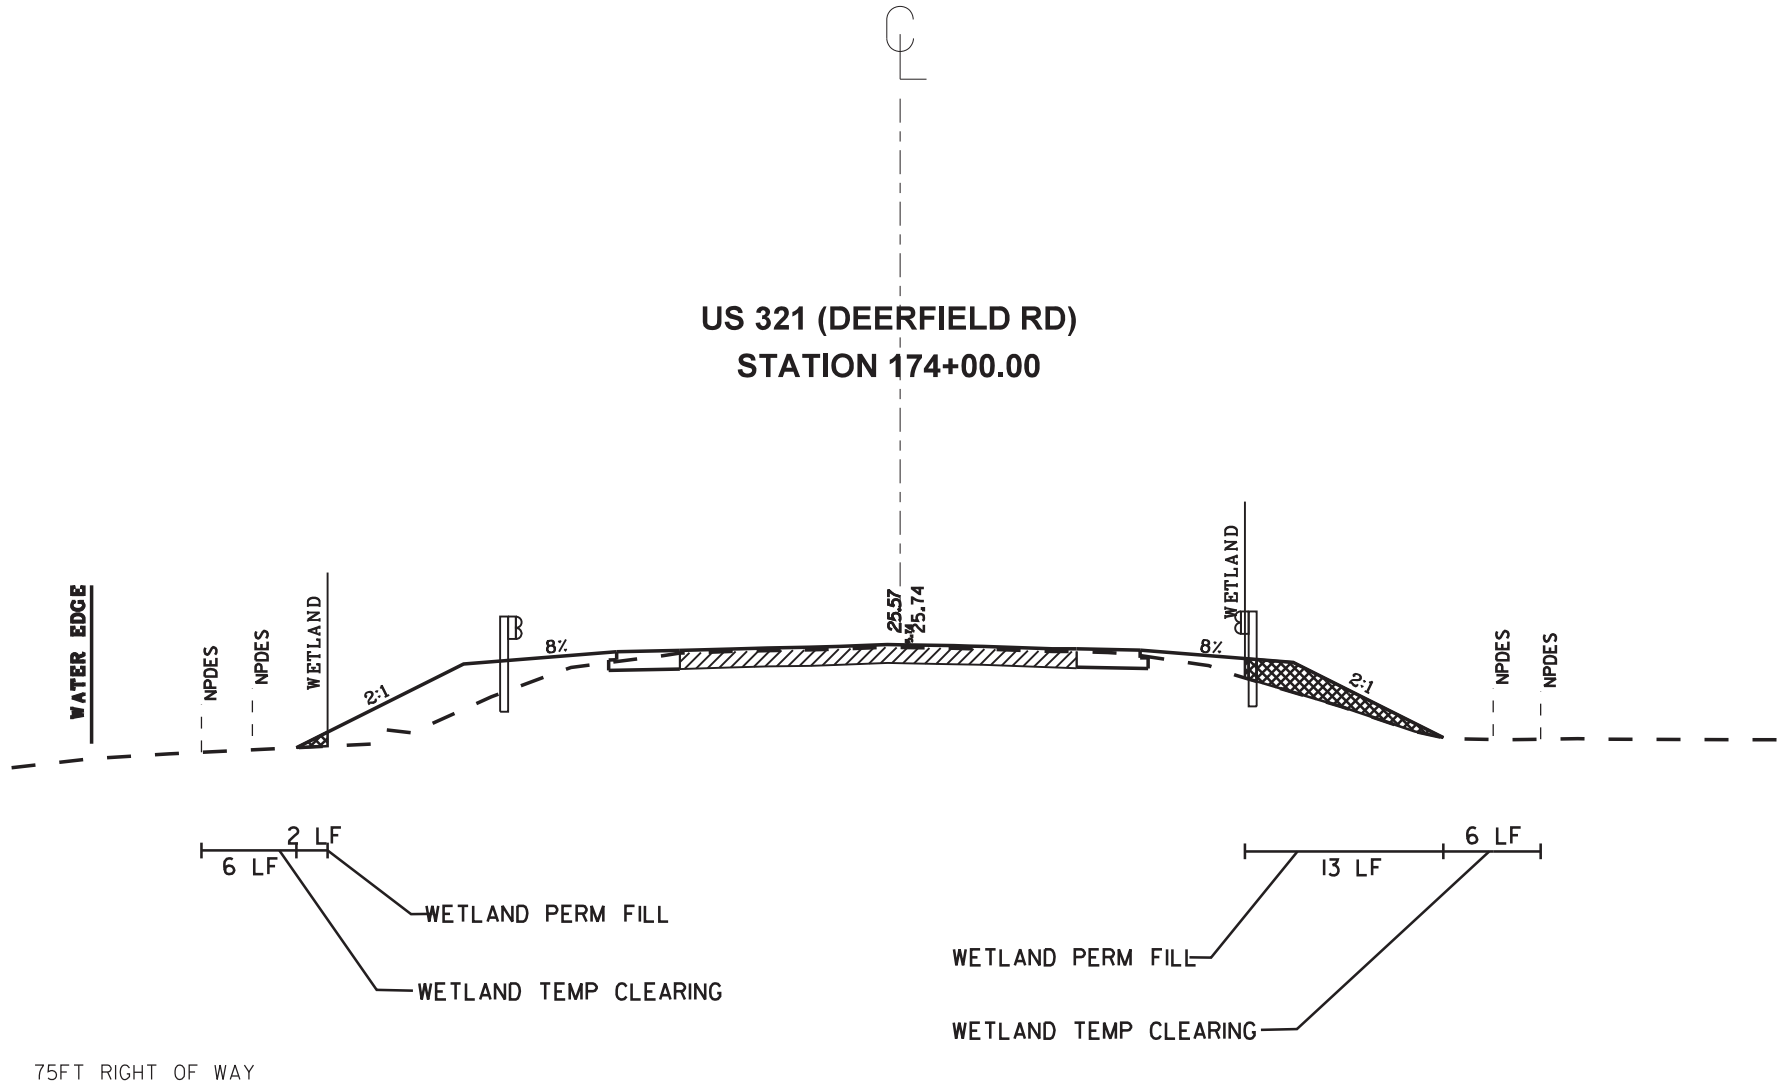 CL
US 321 (DEERFIELD RD)
STATION 174+00.00
WATER EDGE
NPDES
NPDES
WETLAND
2:1
8%
25.57
25.74
8%
WETLAND
2:1
NPDES
NPDES
2 LF
6 LF
6 LF
13 LF
WETLAND PERM FILL
WETLAND TEMP CLEARING
WETLAND PERM FILL
WETLAND TEMP CLEARING
75FT RIGHT OF WAY